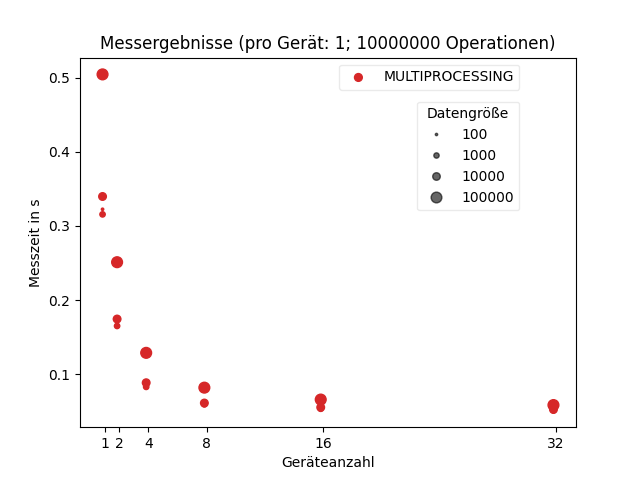 Messergebnisse (pro Gerät: 1; 10000000 Operationen)
MULTIPROCESSING
Datengröße
100
1000
10000
100000
Messzeit in s
0.5
0.4
0.3
0.2
0.1
1 2 4 8 16 32
Geräteanzahl